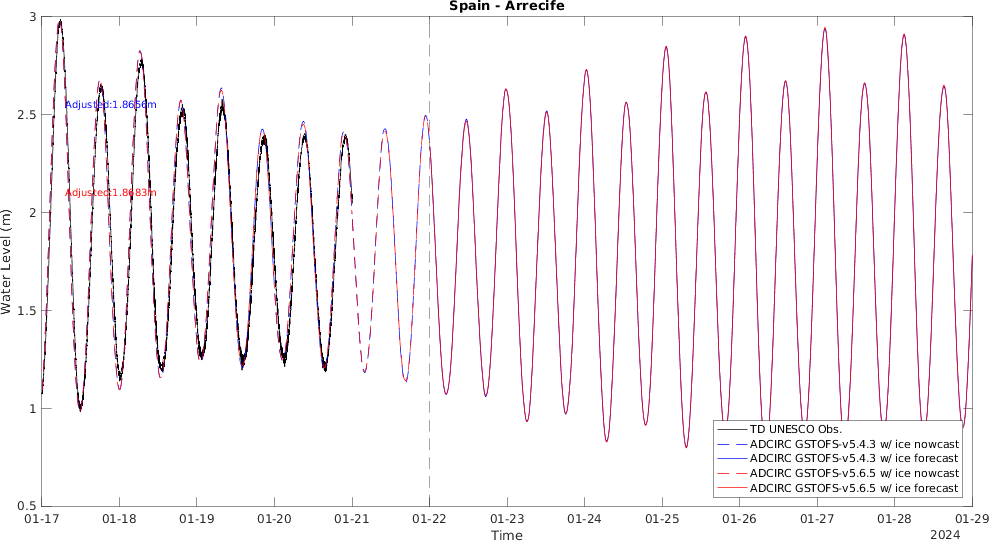 Spain - Arrecife
3
2.5
2
1.5
1
0.5
Water Level (m)
Adjusted:1.8656m
Adjusted:1.8683m
TD UNESCO Obs.
ADCIRC GSTOFS-v5.4.3 w/ ice nowcast
ADCIRC GSTOFS-v5.4.3 w/ ice forecast
ADCIRC GSTOFS-v5.6.5 w/ ice nowcast
ADCIRC GSTOFS-v5.6.5 w/ ice forecast
01-17 01-18 01-19 01-20 01-21 01-22 01-23 01-24 01-25 01-26 01-27 01-28 01-29
Time
2024